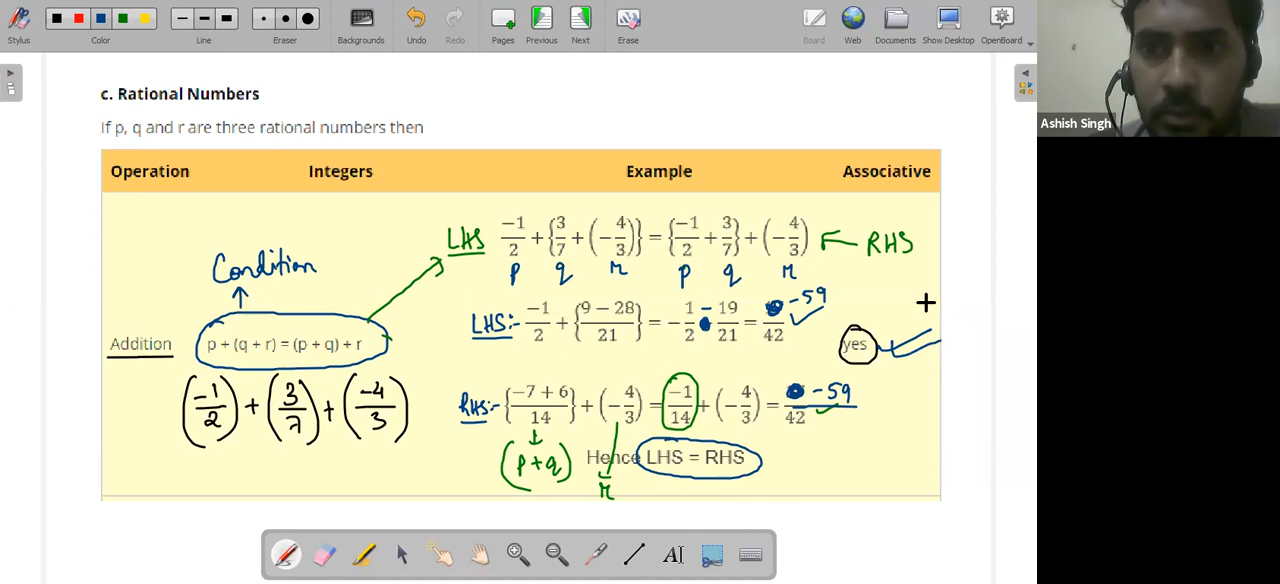 Stylus Color Line Eraser Backgrounds Undo Redo Pages Previous Next Erase Board Web Documents Show Desktop OpenBoard
Ashish Singh
c. Rational Numbers
If p, q and r are three rational numbers then
Operation Integers Example Associative
LHS -1/2 + {3/7 + (-4/3)} = {-1/2 + 3/7} + (-4/3) RHS
p q r p q r
Condition
LHS:- -1/2 + {9 – 28/21} = -1/2 - 19/21 = -59/42
Addition p + (q + r) = (p + q) + r yes
(-1/2) + (3/7) + (-4/3)
RHS:- {-7 + 6/14} + (-4/3) = -1/14 + (-4/3) = -59/42
(p+q) Hence LHS = RHS
r
AI